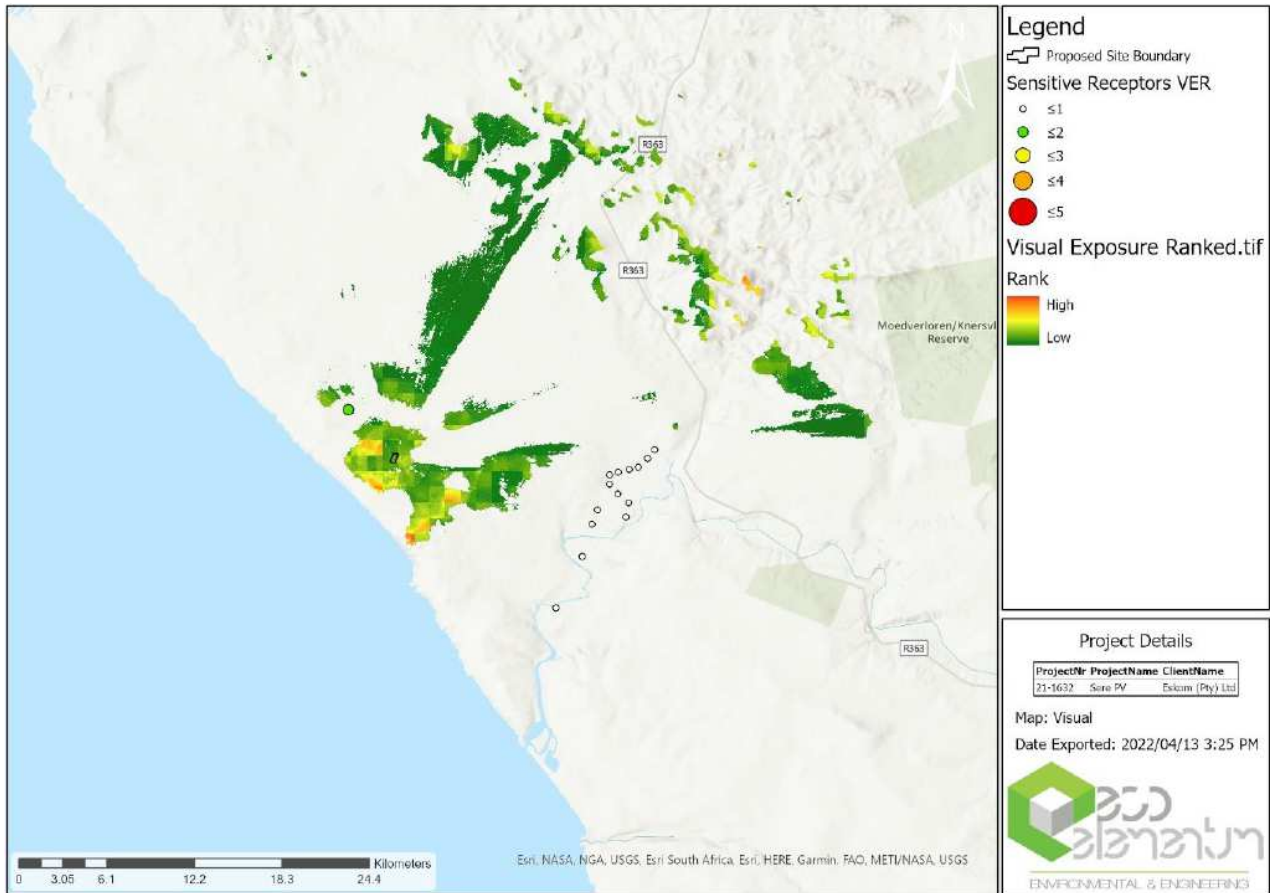 N
R363
R363
Moedverloren/Knersvl
Reserve
R363
Kilometers
0 3.05 6.1 12.2 18.3 24.4
Esri, NASA, NGA, USGS, Esri South Africa, Esri, HERE, Garmin, FAO, METI/NASA, USGS
Legend
Proposed Site Boundary
Sensitive Receptors VER
≤1
≤2
≤3
≤4
≤5
Visual Exposure Ranked.tif
Rank
High
Low
Project Details
ProjectNr ProjectName ClientName
21-1632 Sere PV Eskom (Pty) Ltd
Map: Visual
Date Exported: 2022/04/13 3:25 PM
eco
elementum
ENVIRONMENTAL & ENGINEERING